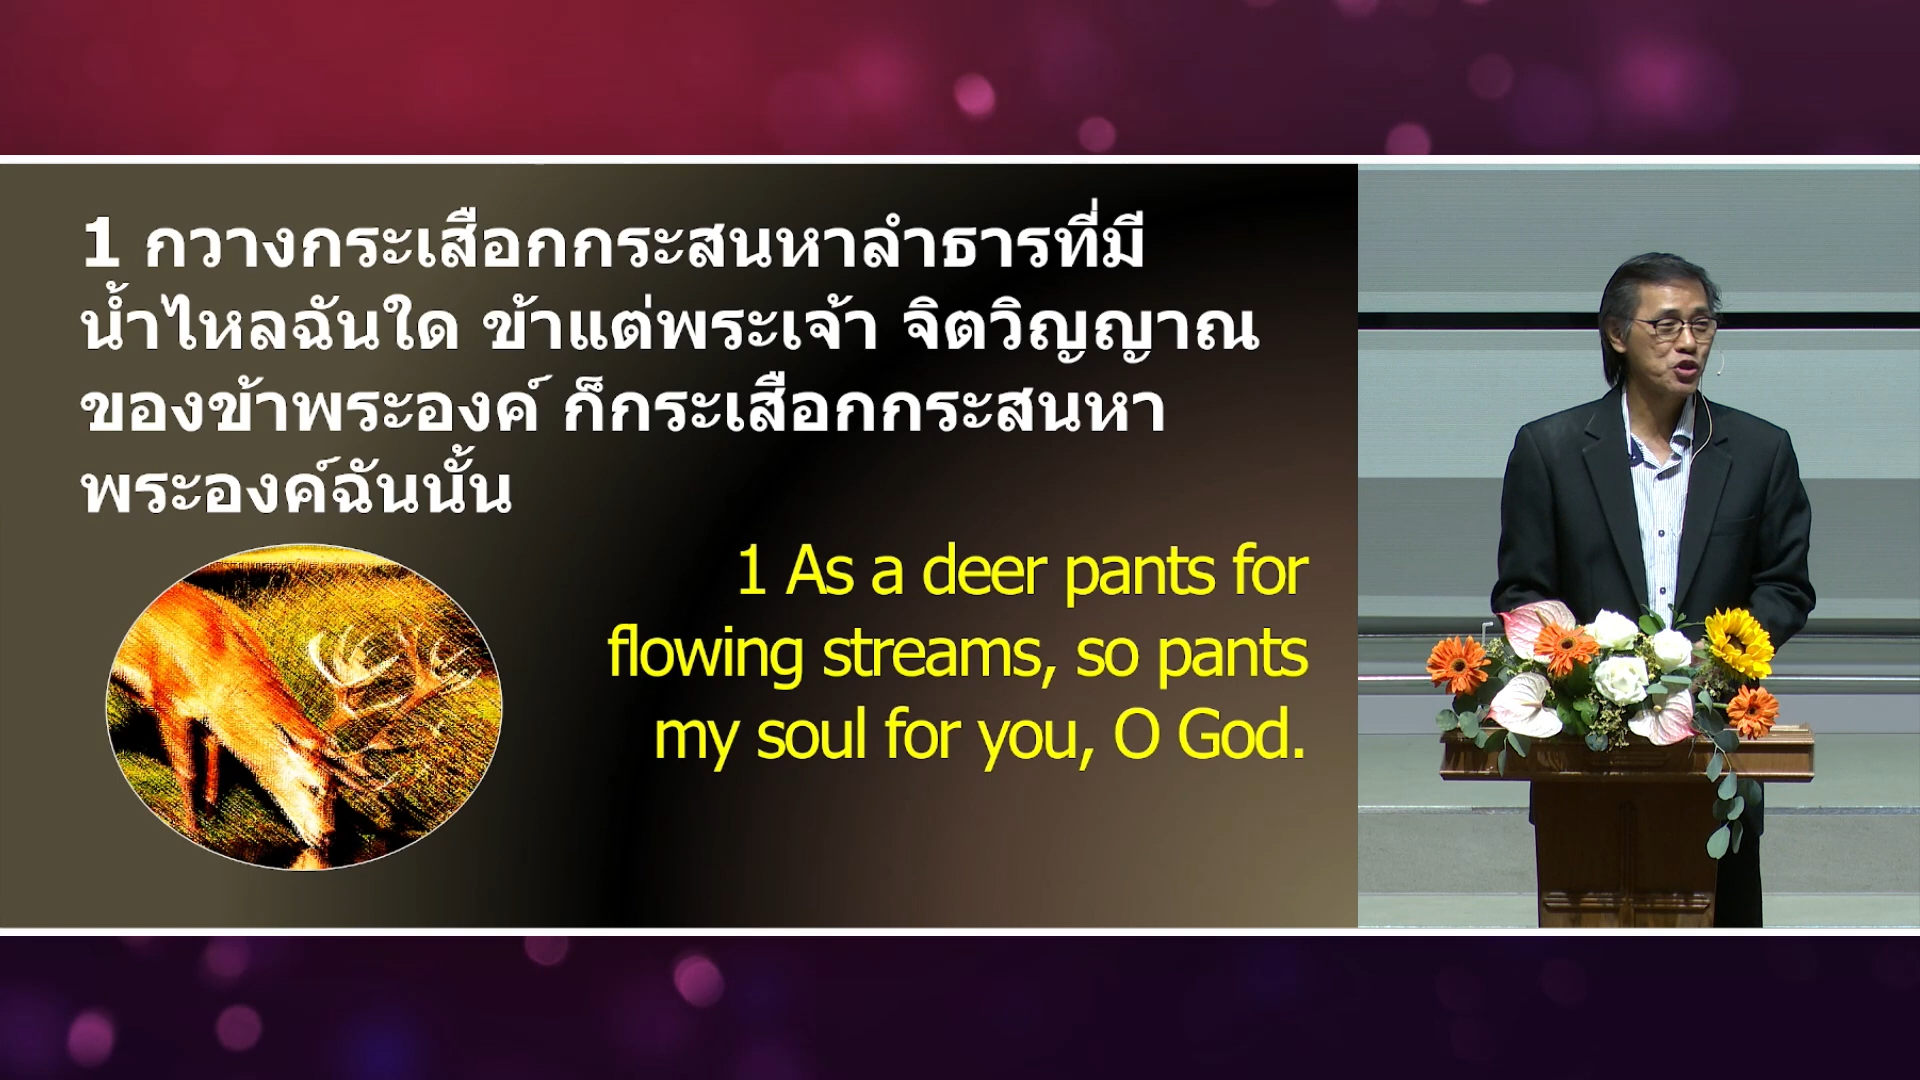 1 กวางกระเสือกกระสนหาลำธารที่มี
น้ำไหลฉันใด ข้าแต่พระเจ้า จิตวิญญาณ
ของข้าพระองค์ ก็กระเสือกกระสนหา
พระองค์ฉันนั้น
1 As a deer pants for
flowing streams, so pants
my soul for you, O God.